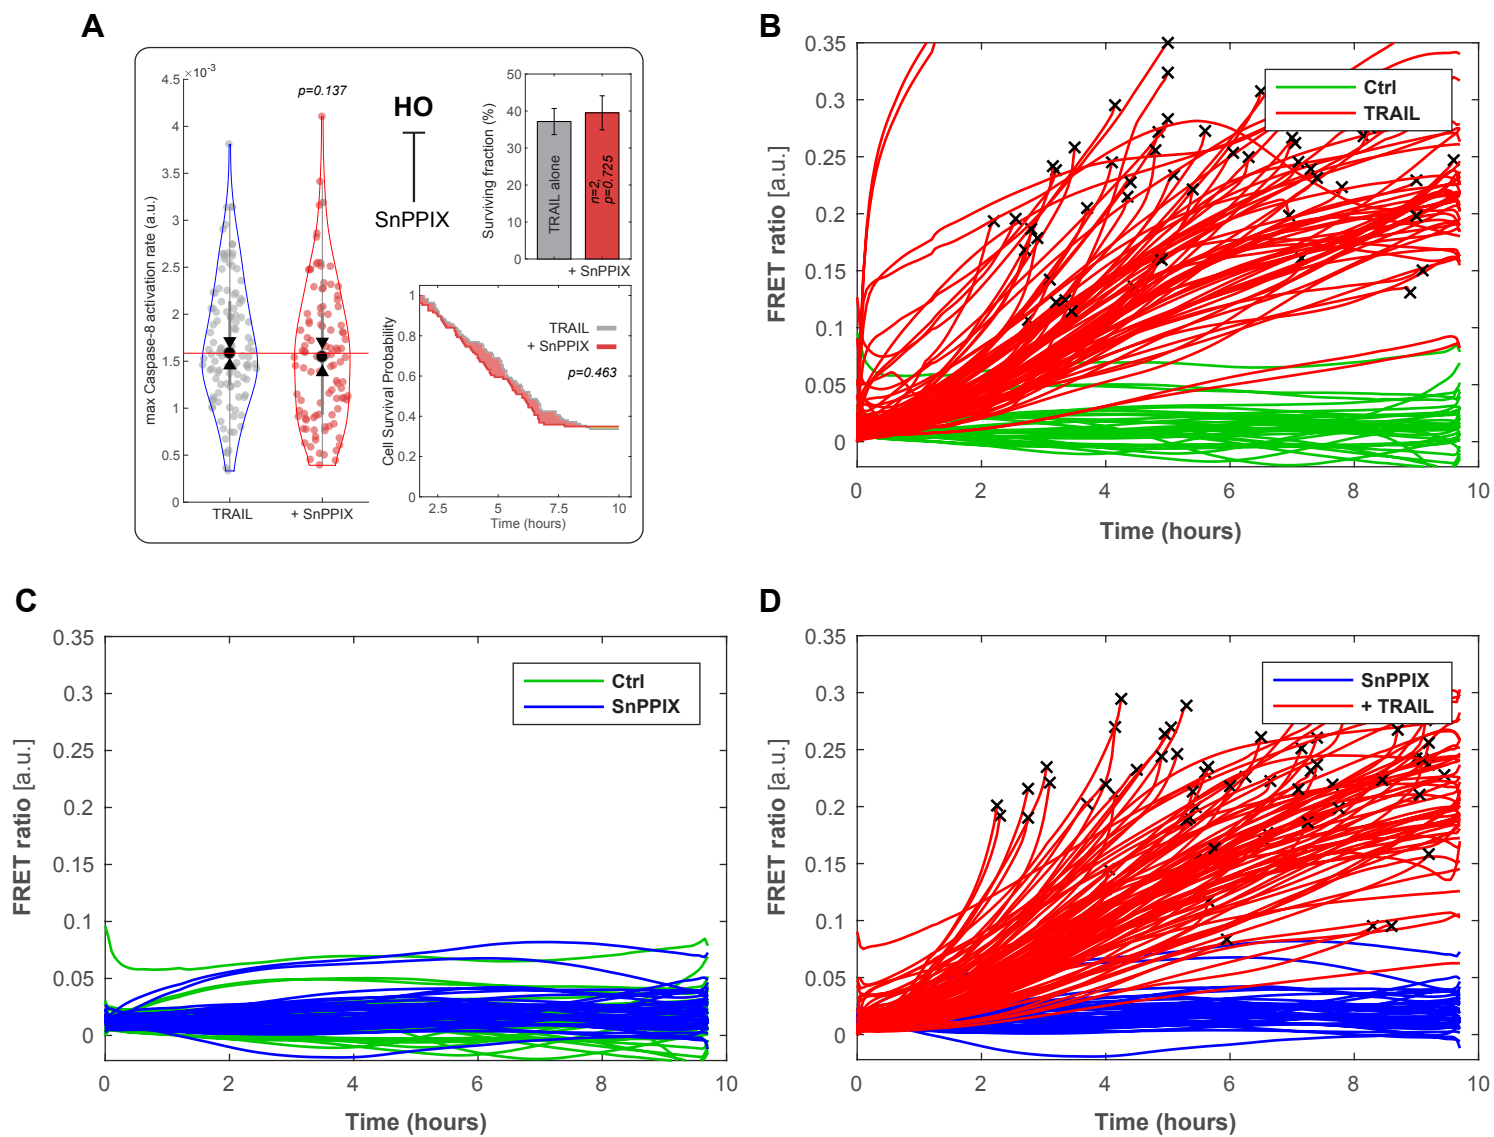 A
×10⁻³
4.5
4
3.5
3
2.5
2
1.5
1
0.5
0
max Caspase-8 activation rate (a.u.)
p=0.137
TRAIL
+ SnPPIX
HO
SnPPIX
50
40
30
20
10
0
Surviving fraction (%)
TRAIL alone
n=2,
p=0.725
+ SnPPIX
1
0.8
0.6
0.4
0.2
0
Cell Survival Probability
TRAIL
+ SnPPIX
p=0.463
2.5
5
7.5
10
Time (hours)
B
0.35
0.3
0.25
0.2
0.15
0.1
0.05
0
FRET ratio [a.u.]
Ctrl
TRAIL
0
2
4
6
8
10
Time (hours)
C
0.35
0.3
0.25
0.2
0.15
0.1
0.05
0
FRET ratio [a.u.]
Ctrl
SnPPIX
0
2
4
6
8
10
Time (hours)
D
0.35
0.3
0.25
0.2
0.15
0.1
0.05
0
FRET ratio [a.u.]
SnPPIX
+ TRAIL
0
2
4
6
8
10
Time (hours)